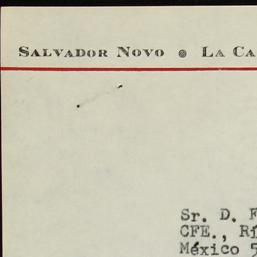 SALVADOR NOVO ๏ LA CA
Sr. D. F
CFE., Rí
México 5